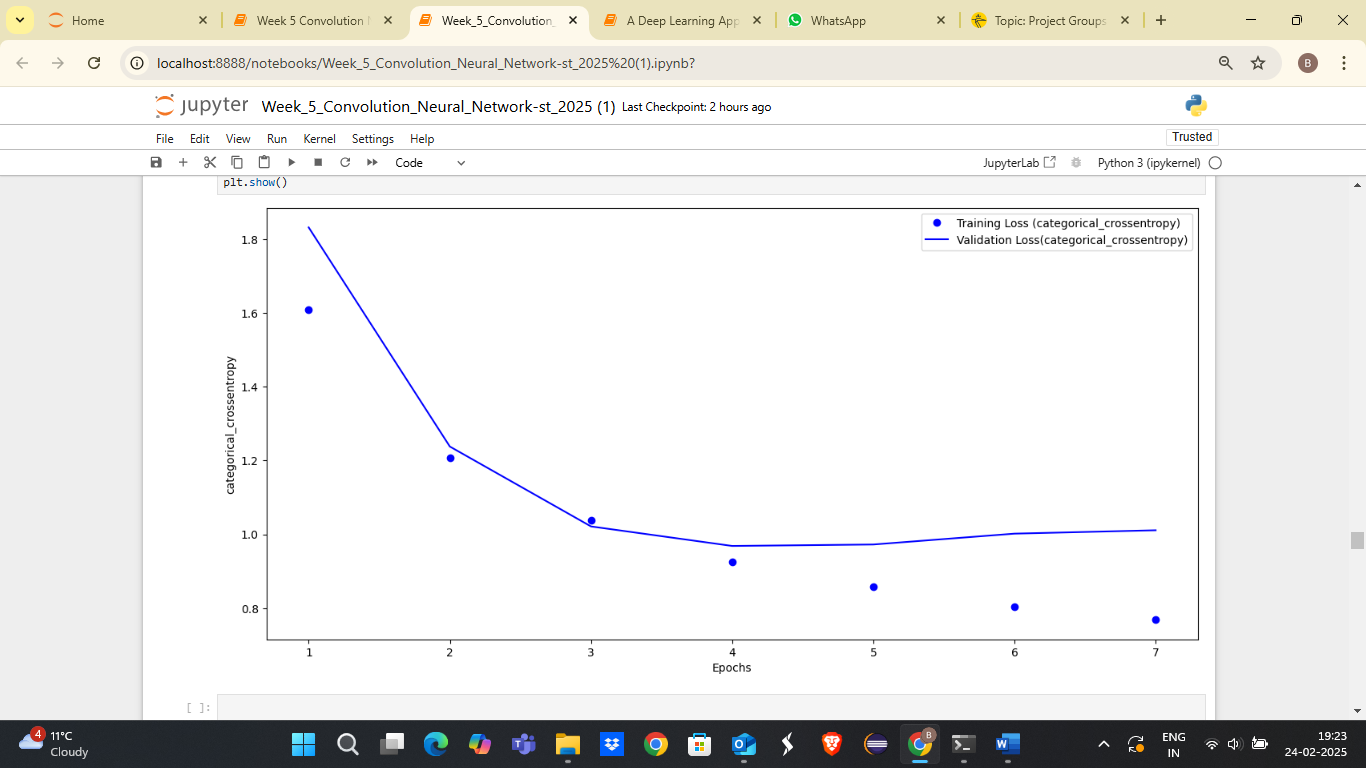 Home
Week 5 Convolution
Week_5_Convolution_
A Deep Learning App
WhatsApp
Topic: Project Groups
localhost:8888/notebooks/Week_5_Convolution_Neural_Network-st_2025%20(1).ipynb?
B
jupyter Week_5_Convolution_Neural_Network-st_2025 (1) Last Checkpoint: 2 hours ago
File Edit View Run Kernel Settings Help
Trusted
Code
JupyterLab
Python 3 (ipykernel)
plt.show()
Training Loss (categorical_crossentropy)
Validation Loss(categorical_crossentropy)
categorical_crossentropy
1.8
1.6
1.4
1.2
1.0
0.8
1 2 3 4 5 6 7
Epochs
[ ]:
4
11°C
Cloudy
B
ENG
IN
19:23
24-02-2025